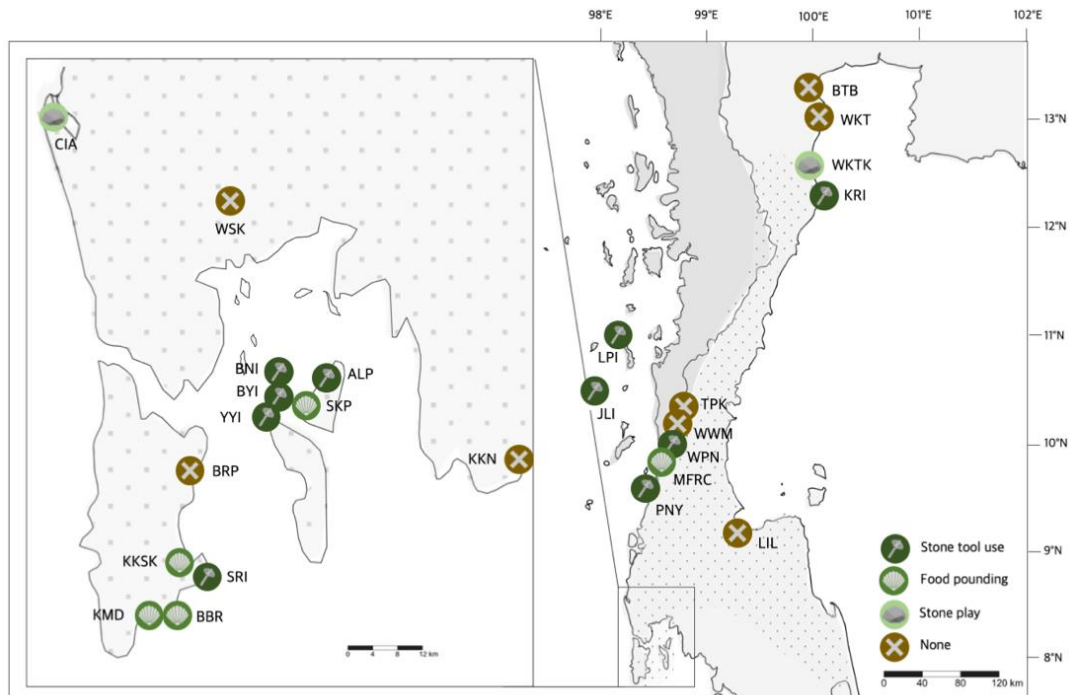 98°E
99°E
100°E
101°E
102°E
BTB
13°N
WKT
CIA
WKTK
KRI
WSK
12°N
LPI
11°N
BNI
ALP
BYI
SKP
JLI
TPK
YYI
WWM
KKN
10°N
WPN
BRP
MFRC
PNY
LIL
KKSK
9°N
Stone tool use
SRI
Food pounding
KMD
BBR
Stone play
None
8°N
0 4 8 12 km
0 40 80 120 km